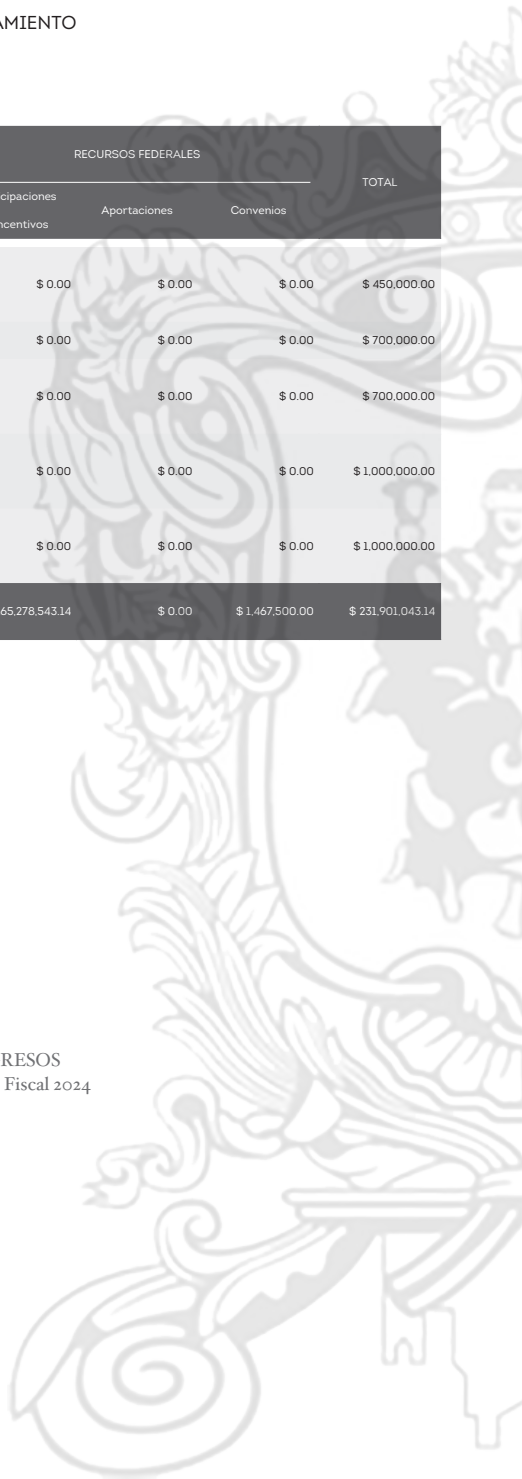 AMIENTO
RECURSOS FEDERALES
TOTAL
cipaciones
ncentivos
Aportaciones
Convenios
$ 0.00 $ 0.00 $ 0.00 $ 450,000.00
$ 0.00 $ 0.00 $ 0.00 $ 700,000.00
$ 0.00 $ 0.00 $ 0.00 $ 700,000.00
$ 0.00 $ 0.00 $ 0.00 $ 1,000,000.00
$ 0.00 $ 0.00 $ 0.00 $ 1,000,000.00
65,278,543.14 $ 0.00 $ 1,467,500.00 $ 231,901,043.14
RESOS
Fiscal 2024